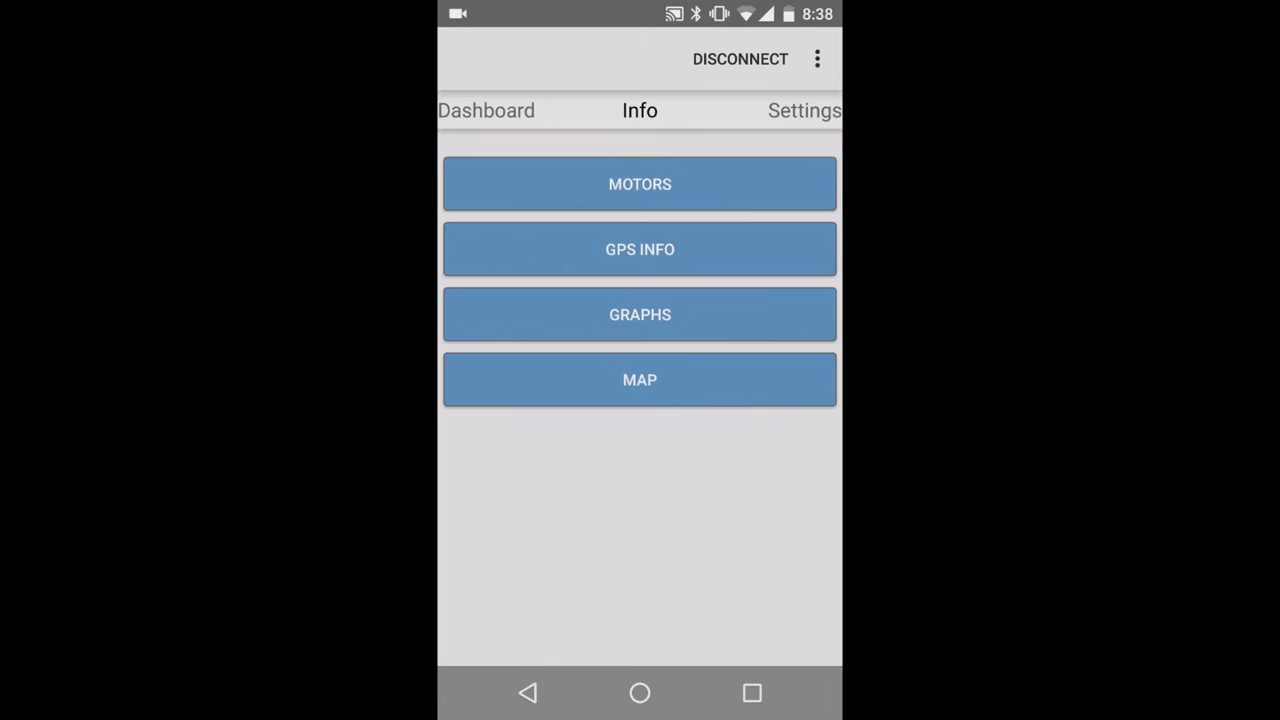 8:38
DISCONNECT
Dashboard Info Settings
MOTORS
GPS INFO
GRAPHS
MAP